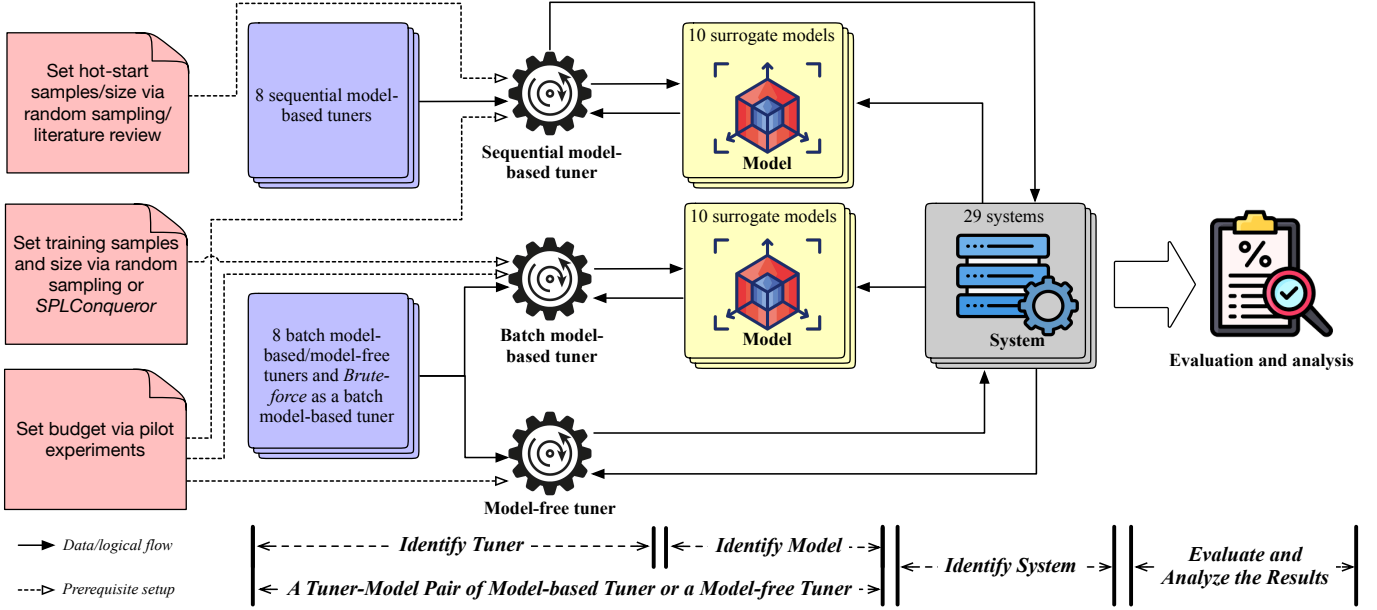 Set hot-start
samples/size via
random sampling/
literature review
Set training samples
and size via random
sampling or
SPLConqueror
Set budget via pilot
experiments
8 sequential model-
based tuners
8 batch model-
based/model-free
tuners and Brute-
force as a batch
model-based tuner
Sequential model-
based tuner
Batch model-
based tuner
Model-free tuner
10 surrogate models
Model
10 surrogate models
Model
29 systems
System
%
Evaluation and analysis
Data/logical flow
Prerequisite setup
Identify Tuner
Identify Model
A Tuner-Model Pair of Model-based Tuner or a Model-free Tuner
Identify System
Evaluate and
Analyze the Results